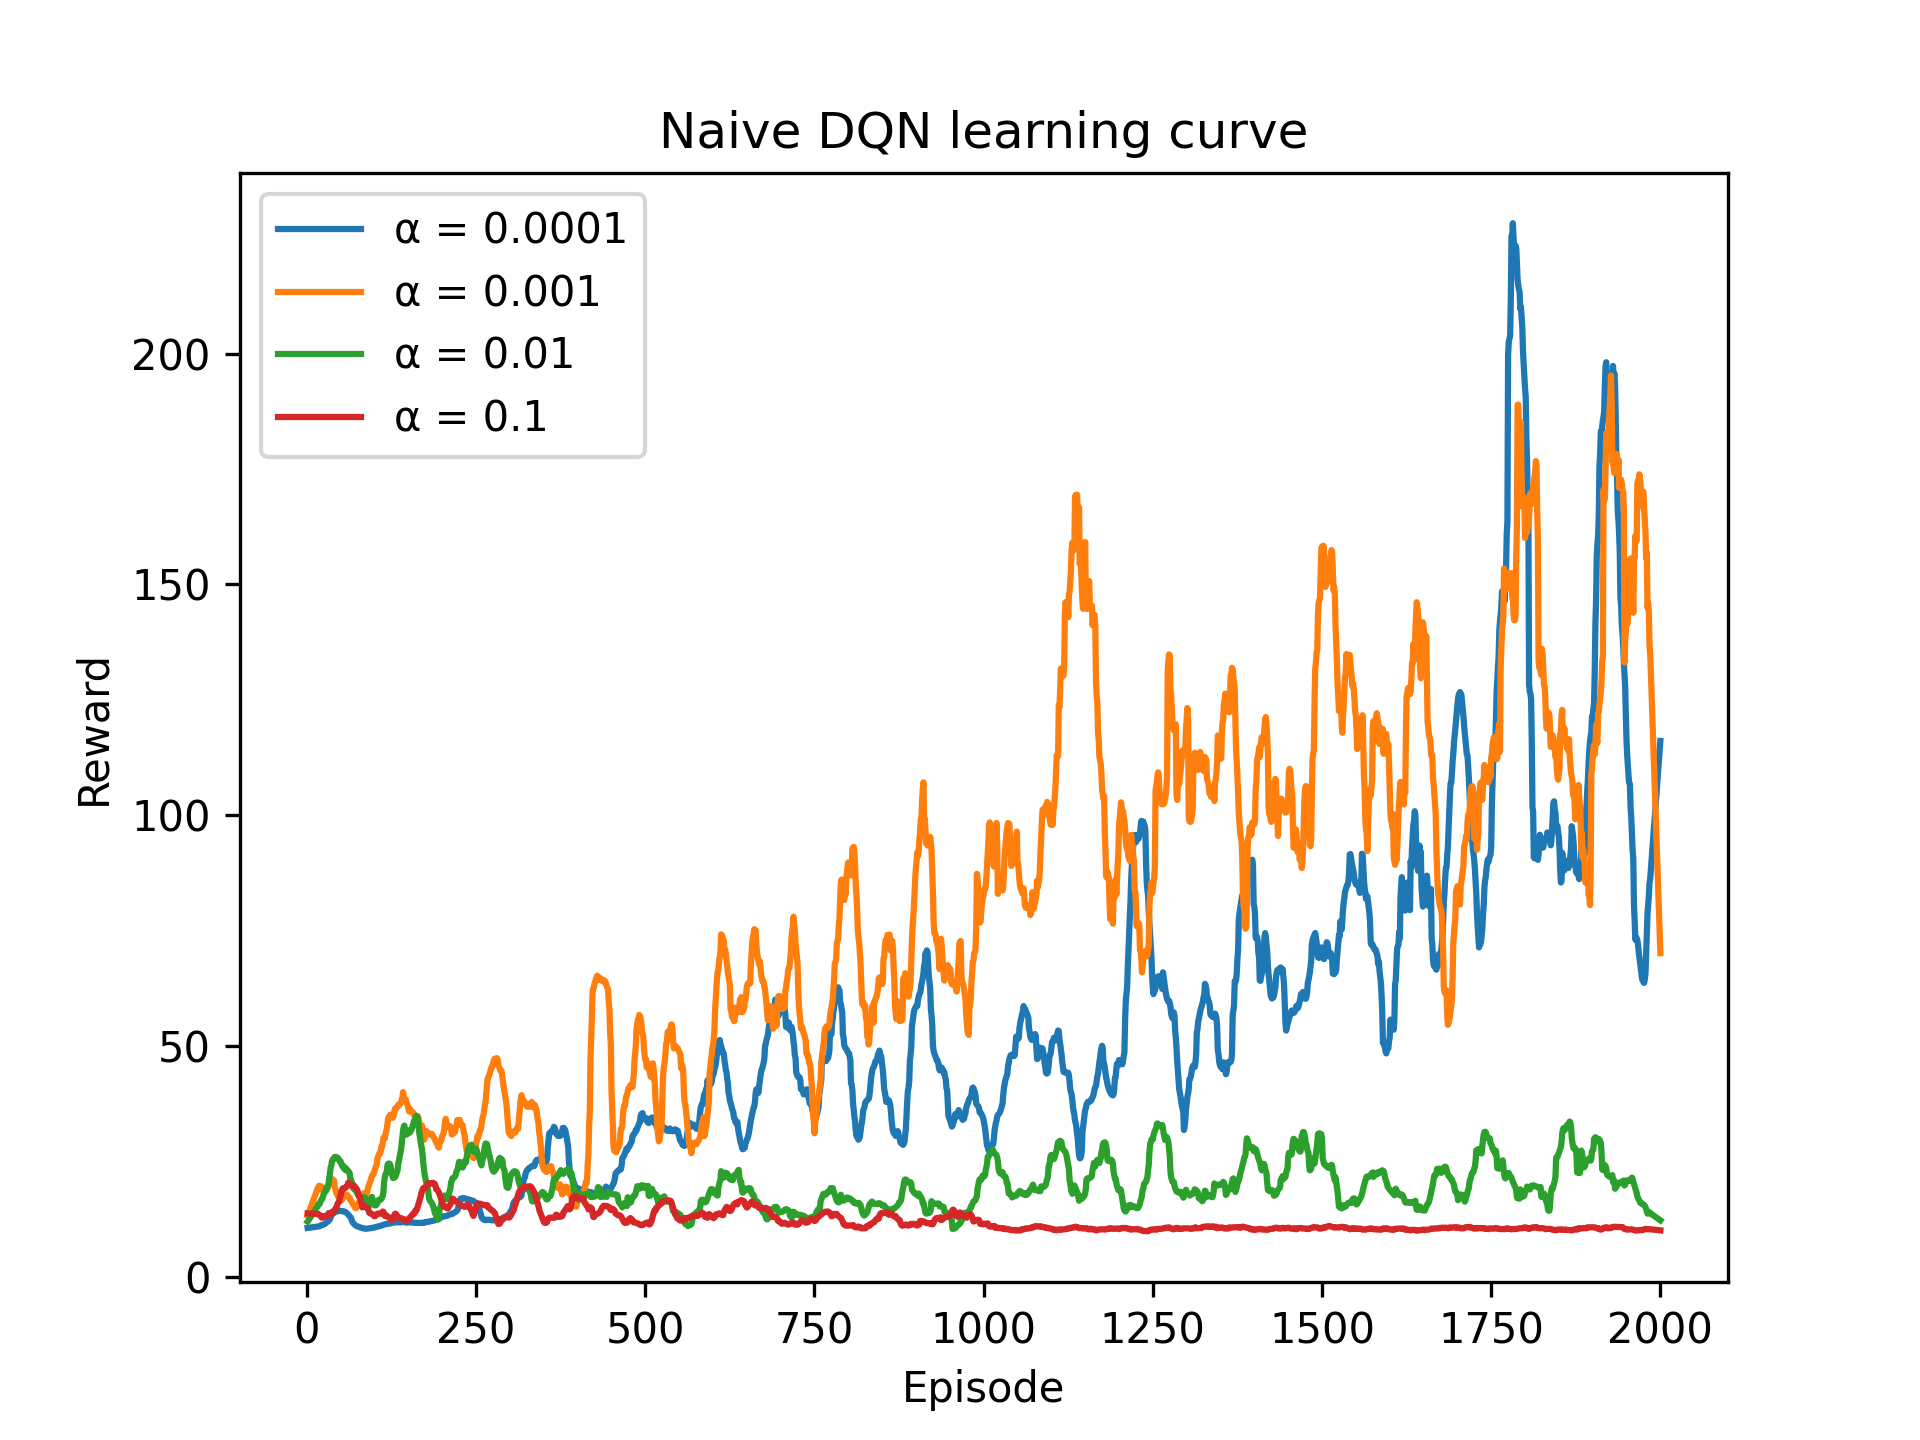 Naive DQN learning curve
α = 0.0001
α = 0.001
α = 0.01
α = 0.1
200
150
100
50
0
Reward
0 250 500 750 1000 1250 1500 1750 2000
Episode